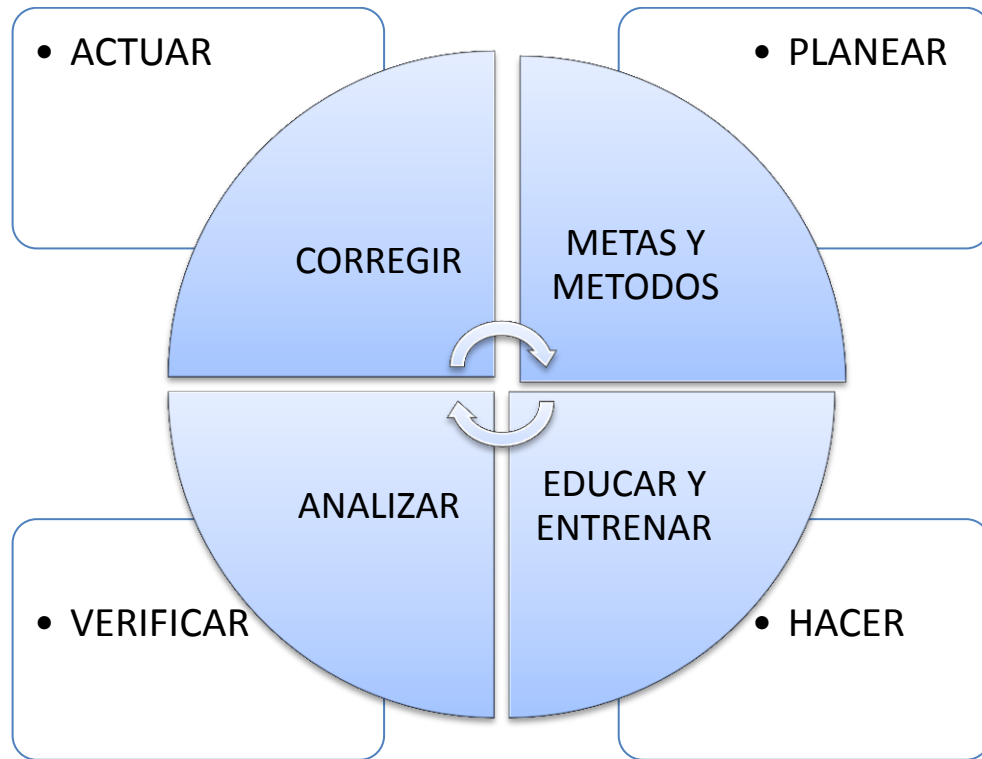 • ACTUAR
• PLANEAR
CORREGIR
METAS Y
METODOS
ANALIZAR
EDUCAR Y
ENTRENAR
• VERIFICAR
• HACER